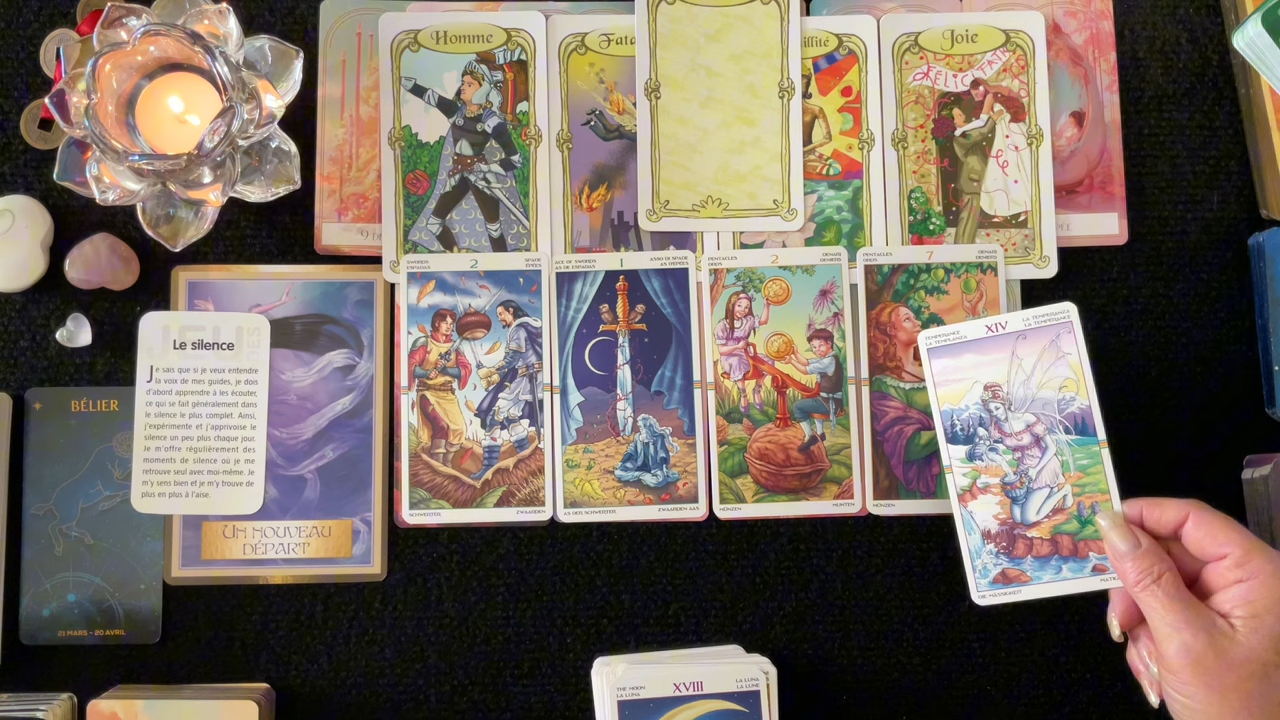 Homme
Joie
FELICITA
9 D
SWORDS
ESPADAS
2
SPADE
ÉPÉES
ACE OF SWORDS
AS DE ESPADAS
1
ASSO DI SPADE
AS D'ÉPÉES
PENTACLES
OROS
2
DENARI
DENIERS
PENTACLES
OROS
7
DENARI
DENIERS
TEMPERANCE
LA TEMPLANZA
XIV
LA TEMPERANZA
LA TEMPÉRANCE
Le silence
Je sais que si je veux entendre
la voix de mes guides, je dois
d'abord apprendre à les écouter,
ce qui se fait généralement dans
le silence le plus complet. Ainsi,
j'expérimente et j'apprivoise le
silence un peu plus chaque jour.
Je m'offre régulièrement des
moments de silence où je me
retrouve seul avec moi-même. Je
m'y sens bien et je m'y trouve de
plus en plus à l'aise.
BÉLIER
21 MARS - 20 AVRIL
UN NOUVEAU
DÉPART
SCHWERTER
ZWAARDEN
AS DER SCHWERTER
ZWAARDEN AAS
MÜNZEN
MUNTEN
MÜNZEN
DIE MÄSSIGKEIT
THE MOON
LA LUNA
XVIII
LA LUNA
LA LUNE